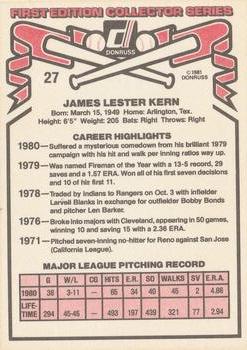 FIRST EDITION COLLECTOR SERIES
DONRUSS
27
© 1981
DONRUSS
JAMES LESTER KERN
Born: March 15, 1949 Home: Arlington, Tex.
Height: 6'5" Weight: 205 Bats: Right Throws: Right
CAREER HIGHLIGHTS
1980—Suffered a mysterious comedown from his brilliant 1979
campaign with his hit and walk per inning ratios way up.
1979—Was named Fireman of the Year with a 13-5 record, 29
saves and a 1.57 ERA. Won all of his first seven decisions
and 10 of his first 11.
1978—Traded by Indians to Rangers on Oct. 3 with infielder
Larvell Blanks in exchange for outfielder Bobby Bonds
and pitcher Len Barker.
1976—Broke into majors with Cleveland, appearing in 50 games,
winning 10 and saving 15 with a 2.36 ERA.
1971—Pitched seven-inning no-hitter for Reno against San Jose
(California League).
MAJOR LEAGUE PITCHING RECORD
G W-L CG HITS E.R. SO WALKS SV E.R.A.
1980 38 3-11 — 65 34 40 45 2 4.86
LIFE-TIME 294 45-45 — 493 197 439 321 77 2.94